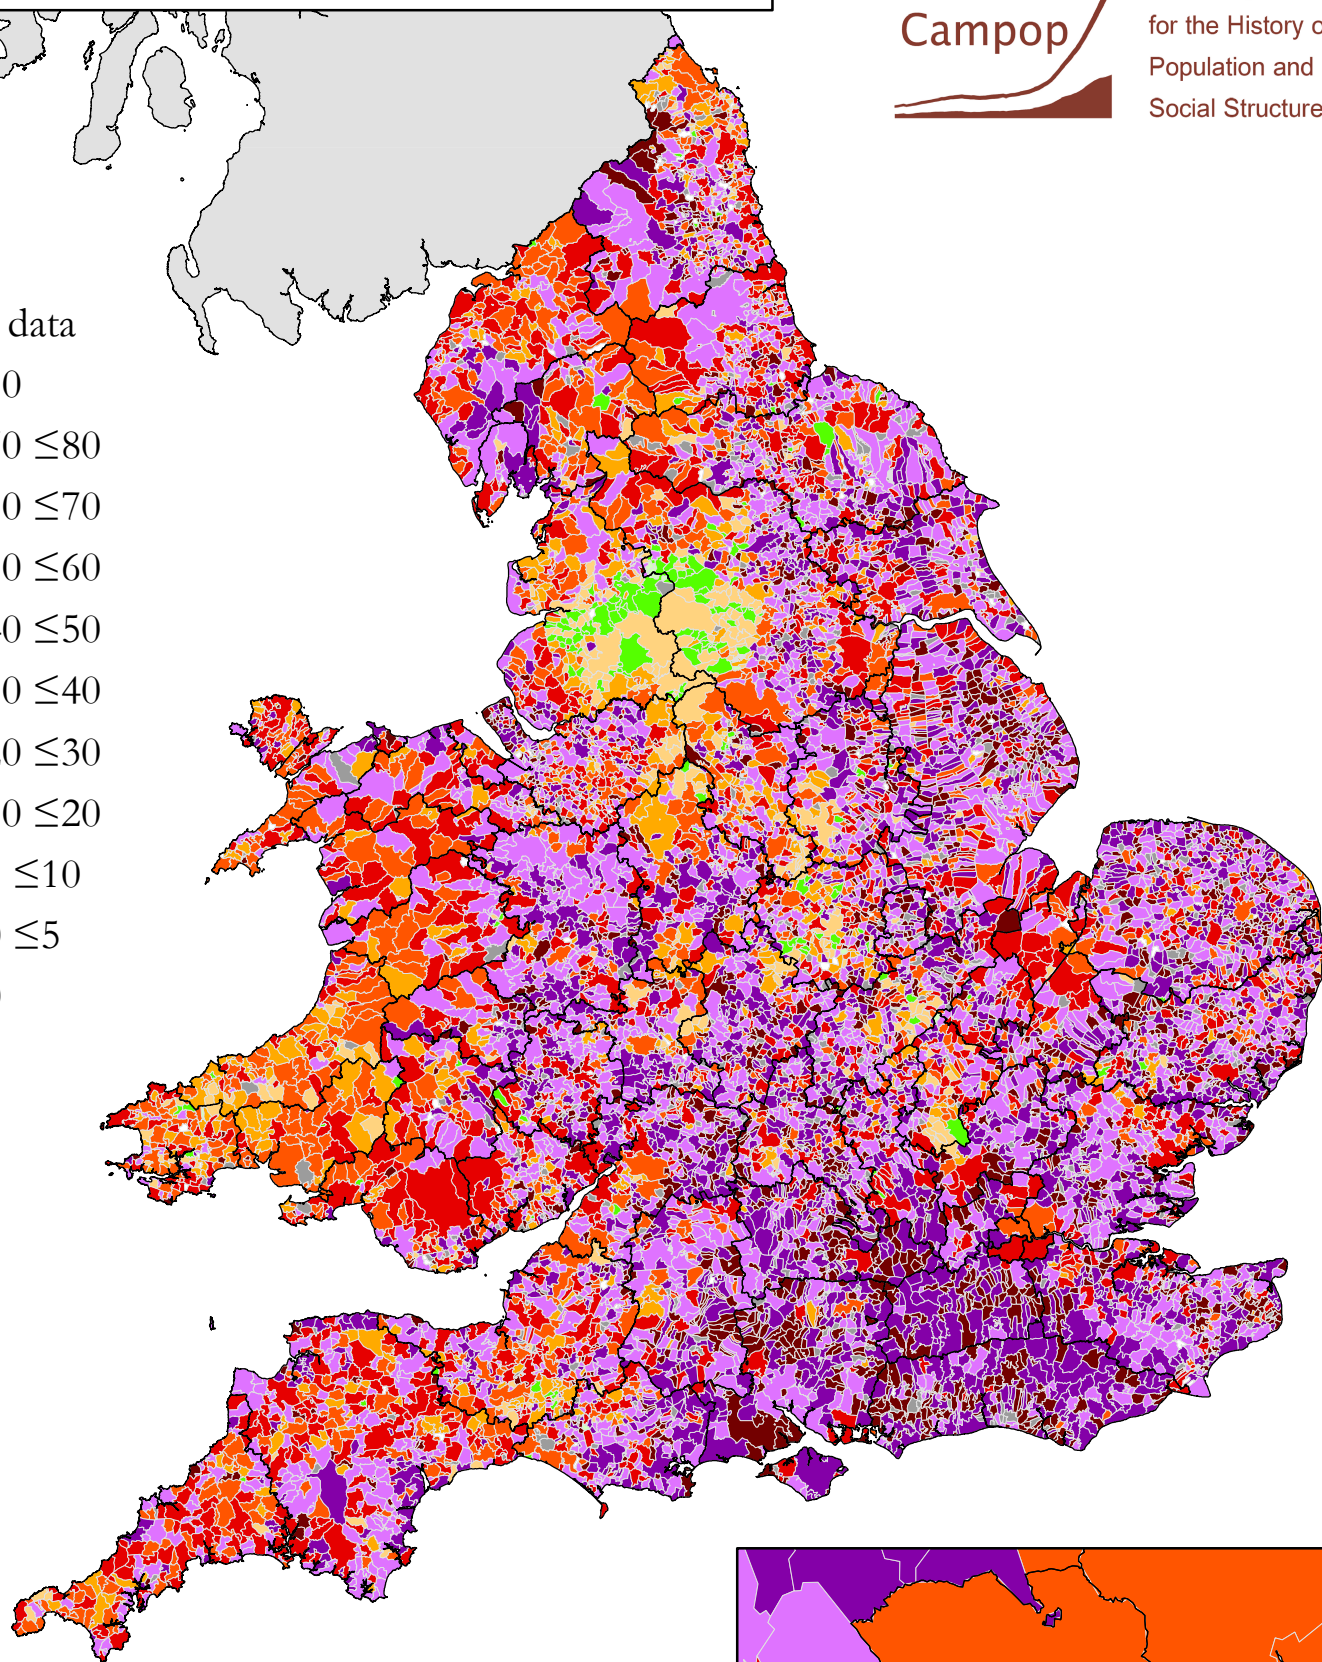 Campop
for the History o
Population and
Social Structure
data
0
0 ≤80
0 ≤70
0 ≤60
0 ≤50
0 ≤40
0 ≤30
0 ≤20
≤10
≤5